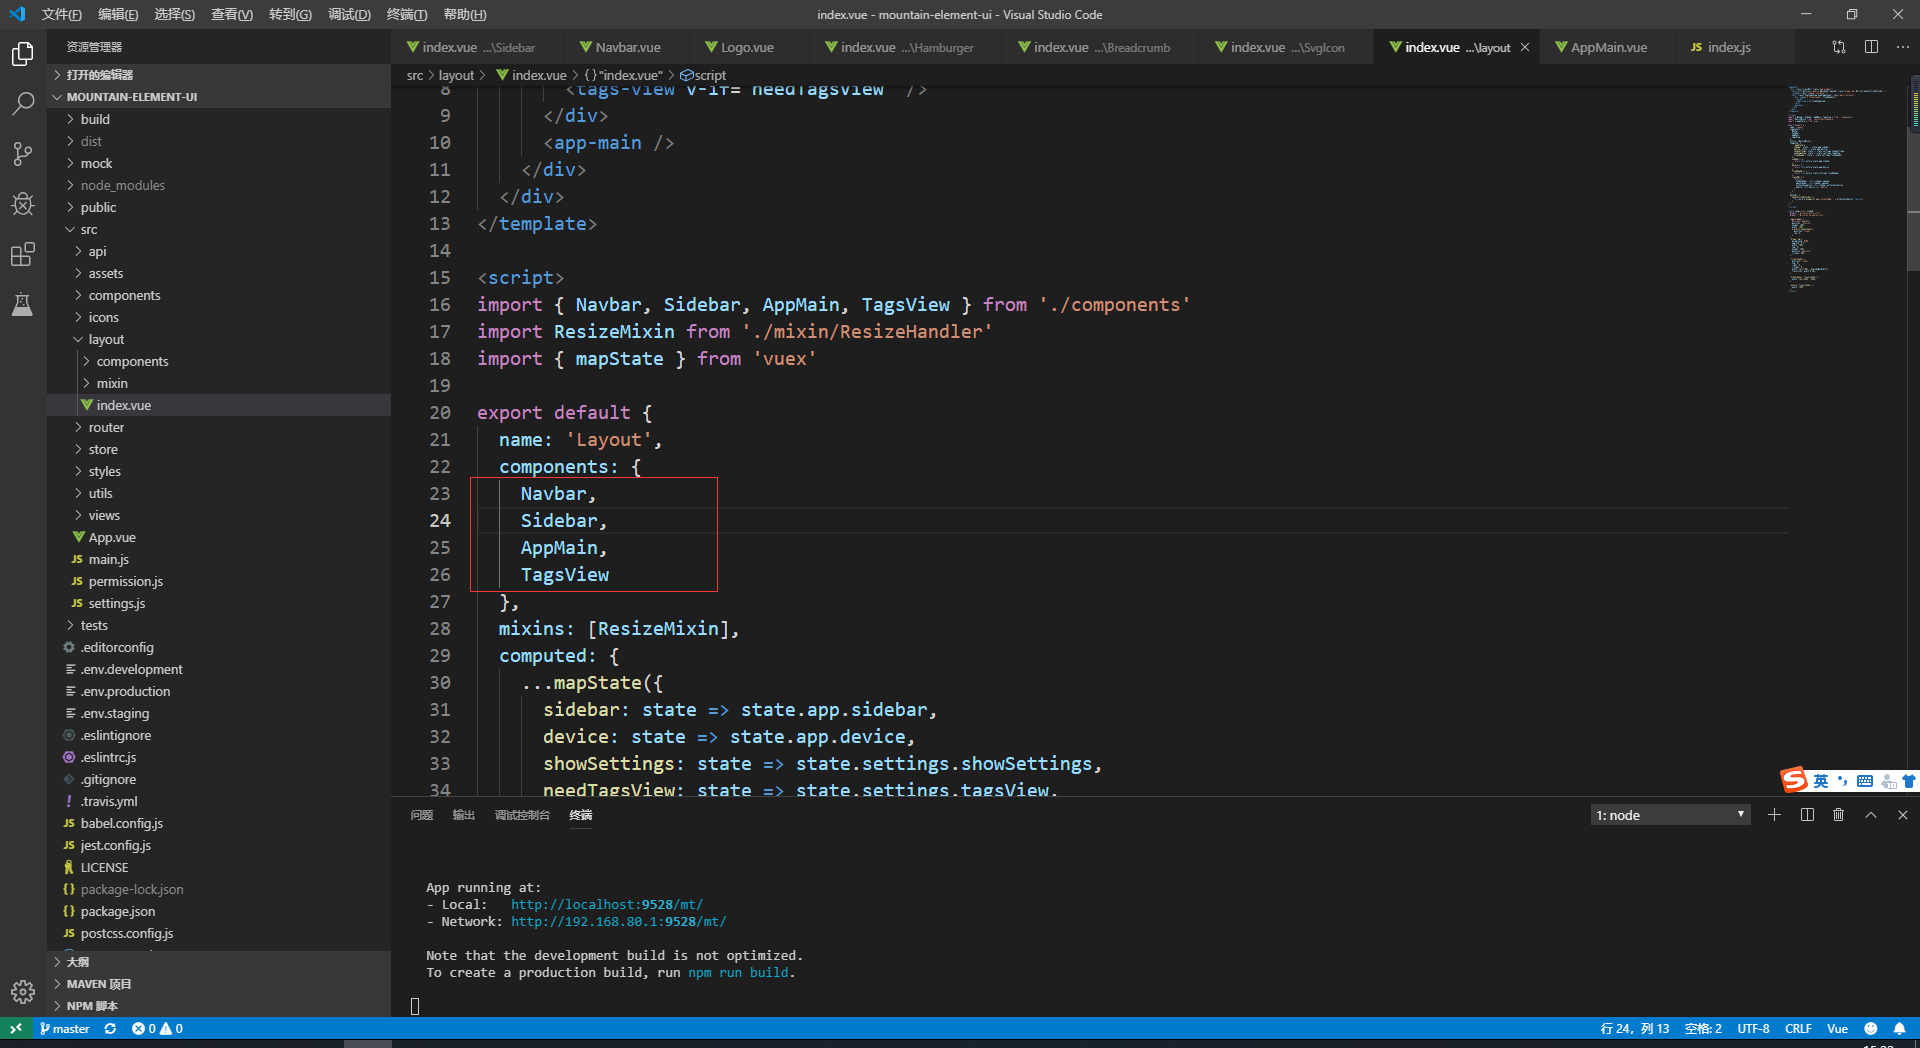 文件(F) 编辑(E) 选择(S) 查看(V) 转到(G) 调试(D) 终端(T) 帮助(H)
index.vue - mountain-element-ui - Visual Studio Code
资源管理器
index.vue ...\Sidebar
Navbar.vue
Logo.vue
index.vue ...\Hamburger
index.vue ...\Breadcrumb
index.vue ...\SvgIcon
index.vue ...\layout
AppMain.vue
JS index.js
打开的编辑器
MOUNTAIN-ELEMENT-UI
build
dist
mock
node_modules
public
src
api
assets
components
icons
layout
components
mixin
index.vue
router
store
styles
utils
views
App.vue
JS main.js
JS permission.js
JS settings.js
tests
.editorconfig
.env.development
.env.production
.env.staging
.eslintignore
.eslintrc.js
.gitignore
! .travis.yml
JS babel.config.js
JS jest.config.js
LICENSE
{} package-lock.json
{} package.json
JS postcss.config.js
大纲
MAVEN 项目
NPM 脚本
src > layout > index.vue > {} "index.vue" > script
8 <tags-view v-if="needTagsView" />
9 </div>
10 <app-main />
11 </div>
12 </div>
13 </template>
14
15 <script>
16 import { Navbar, Sidebar, AppMain, TagsView } from './components'
17 import ResizeMixin from './mixin/ResizeHandler'
18 import { mapState } from 'vuex'
19
20 export default {
21 name: 'Layout',
22 components: {
23 Navbar,
24 Sidebar,
25 AppMain,
26 TagsView
27 },
28 mixins: [ResizeMixin],
29 computed: {
30 ...mapState({
31 sidebar: state => state.app.sidebar,
32 device: state => state.app.device,
33 showSettings: state => state.settings.showSettings,
34 needTagsView: state => state.settings.tagsView,
英
问题 输出 调试控制台 终端
1: node
App running at:
- Local: http://localhost:9528/mt/
- Network: http://192.168.80.1:9528/mt/
Note that the development build is not optimized.
To create a production build, run npm run build.
master 0 0
行 24, 列 13 空格: 2 UTF-8 CRLF Vue